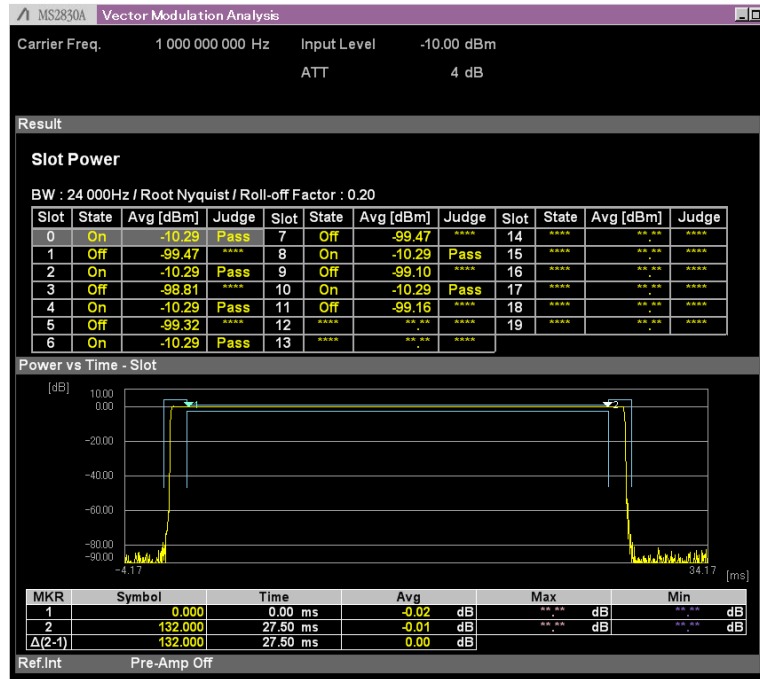 MS2830A Vector Modulation Analysis
Carrier Freq. 1 000 000 000 Hz Input Level -10.00 dBm
ATT 4 dB
Result
Slot Power
BW : 24 000Hz / Root Nyquist / Roll-off Factor : 0.20
Slot State Avg [dBm] Judge Slot State Avg [dBm] Judge Slot State Avg [dBm] Judge
0 On -10.29 Pass 7 Off -99.47 **** 14 **** **.** ****
1 Off -99.47 **** 8 On -10.29 Pass 15 **** **.** ****
2 On -10.29 Pass 9 Off -99.10 **** 16 **** **.** ****
3 Off -98.81 **** 10 On -10.29 Pass 17 **** **.** ****
4 On -10.29 Pass 11 Off -99.16 **** 18 **** **.** ****
5 Off -99.32 **** 12 **** **.** **** 19 **** **.** ****
6 On -10.29 Pass 13 **** **.** ****
Power vs Time - Slot
[dB]
10.00
0.00
1 2
-20.00
-40.00
-60.00
-80.00
-90.00
-4.17 34.17 [ms]
MKR Symbol Time Avg Max Min
1 0.000 0.00 ms -0.02 dB **.** dB **.** dB
2 132.000 27.50 ms -0.01 dB **.** dB **.** dB
Δ(2-1) 132.000 27.50 ms 0.00 dB
Ref.Int Pre-Amp Off